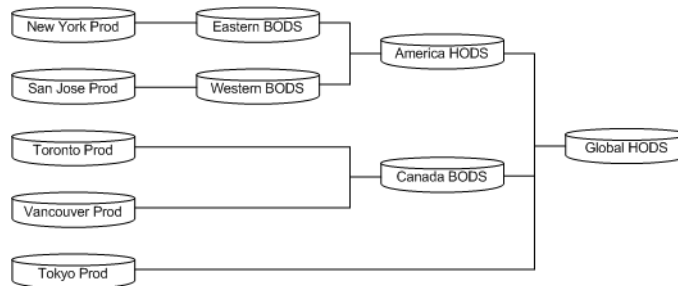 New York Prod
Eastern BODS
America HODS
San Jose Prod
Western BODS
Toronto Prod
Global HODS
Canada BODS
Vancouver Prod
Tokyo Prod